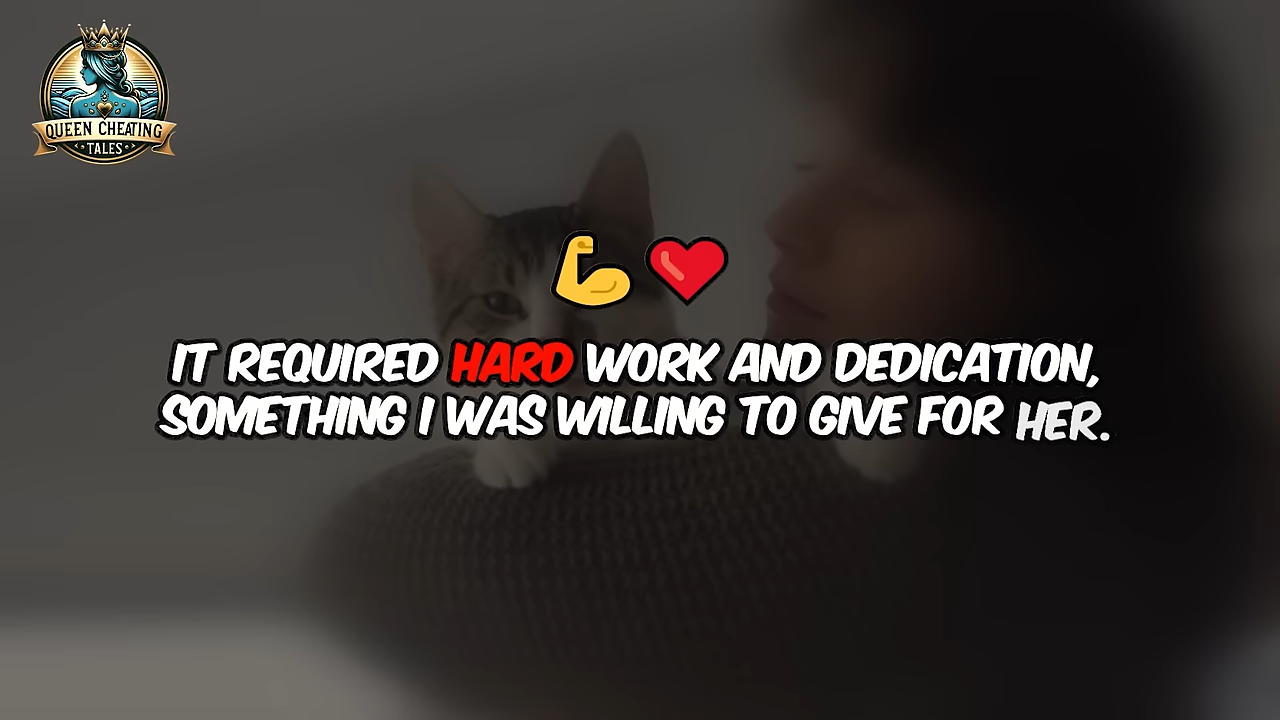 QUEEN CHEATING
TALES
IT REQUIRED HARD WORK AND DEDICATION,
SOMETHING I WAS WILLING TO GIVE FOR HER.